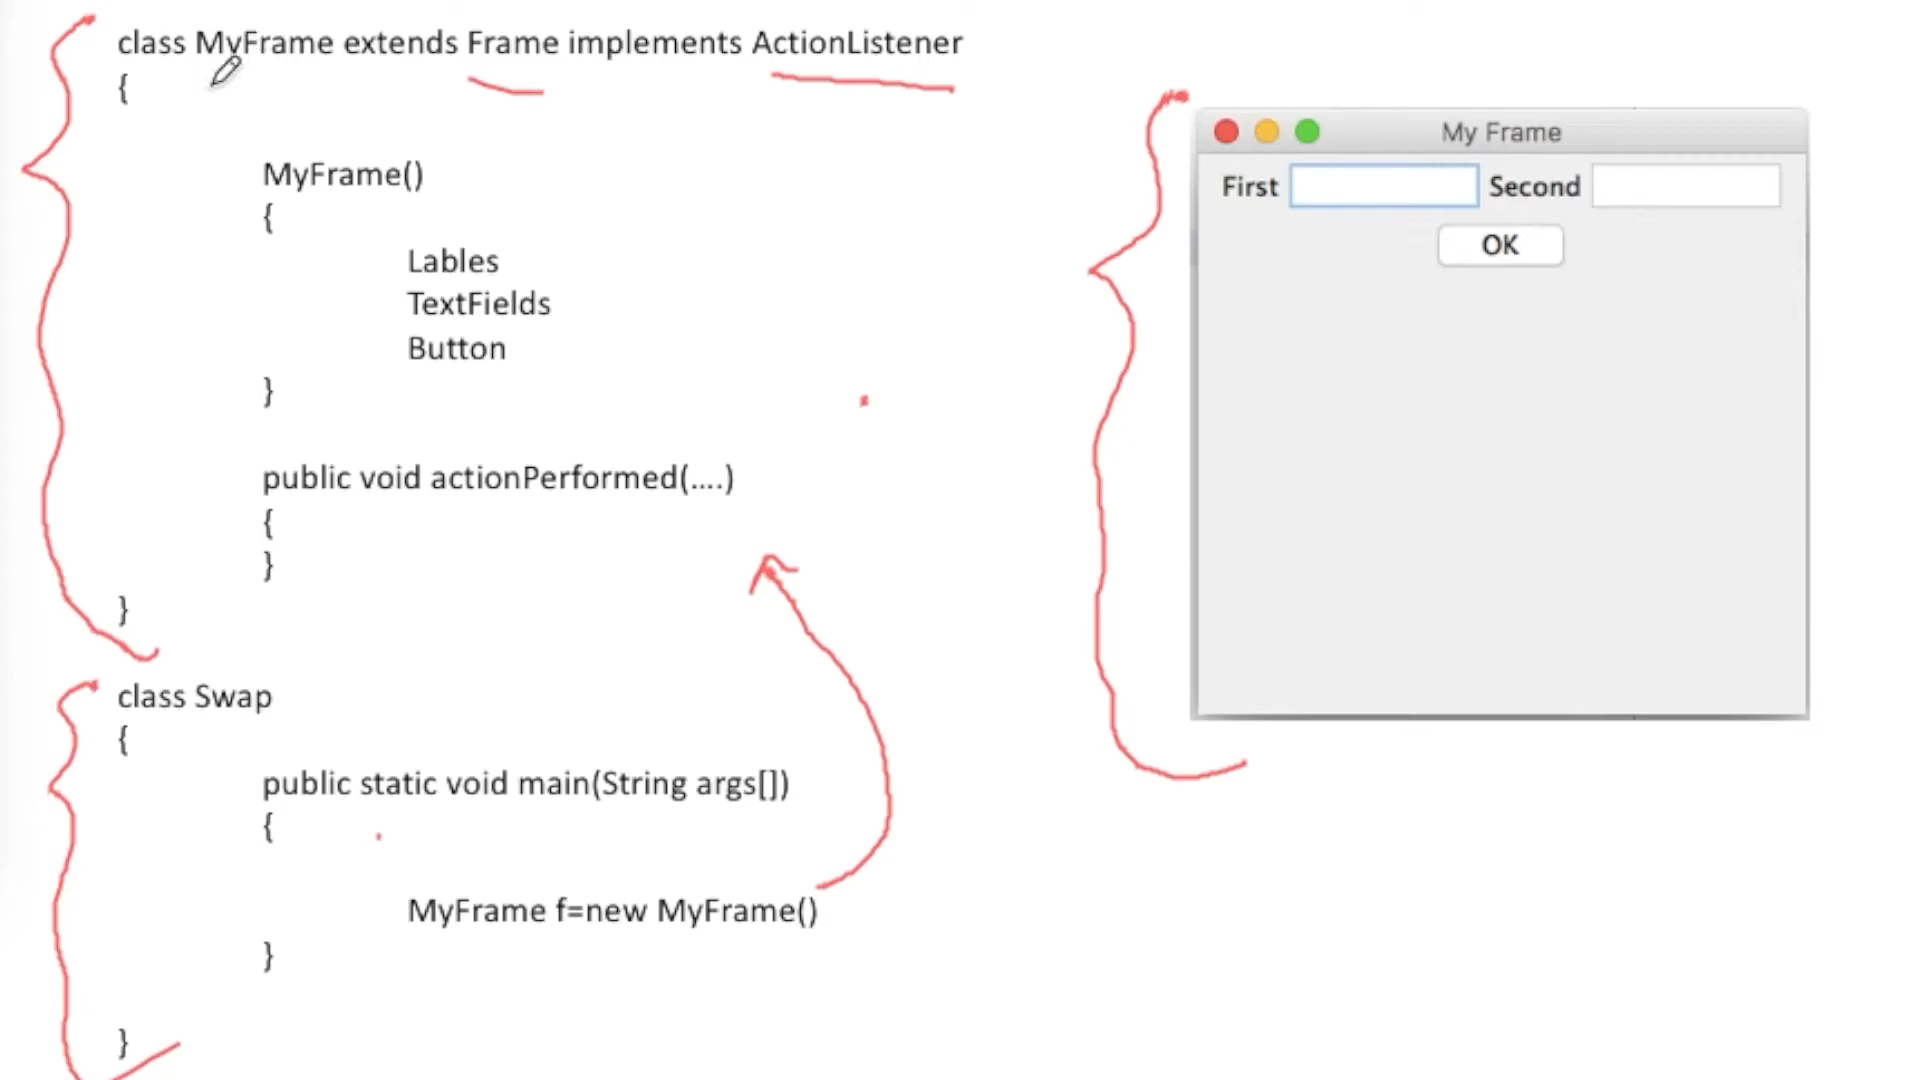 class MyFrame extends Frame implements ActionListener
{
MyFrame()
{
Lables
TextFields
Button
}
public void actionPerformed(....)
{
}
}
class Swap
{
public static void main(String args[])
{
MyFrame f=new MyFrame()
}
}
My Frame
First Second
OK